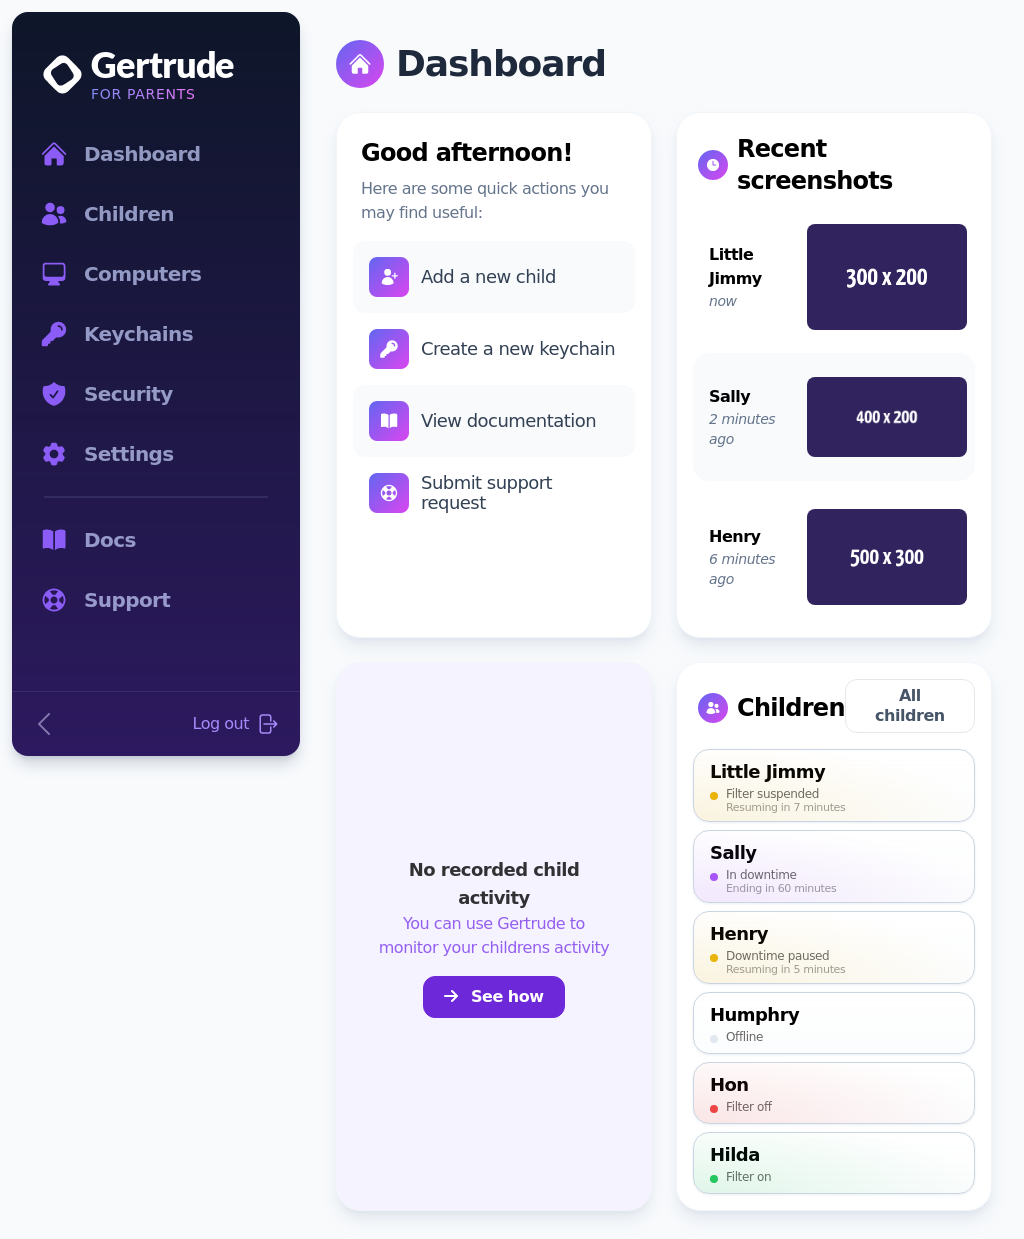 Gertrude
FOR PARENTS
Dashboard
Children
Computers
Keychains
Security
Settings
Docs
Support
Log out
Dashboard
Good afternoon!
Here are some quick actions you
may find useful:
Add a new child
Create a new keychain
View documentation
Submit support
request
Recent
screenshots
Little
Jimmy
now
300 x 200
Sally
2 minutes
ago
400 x 200
Henry
6 minutes
ago
500 x 300
No recorded child
activity
You can use Gertrude to
monitor your childrens activity
See how
Children
All
children
Little Jimmy
Filter suspended
Resuming in 7 minutes
Sally
In downtime
Ending in 60 minutes
Henry
Downtime paused
Resuming in 5 minutes
Humphry
Offline
Hon
Filter off
Hilda
Filter on